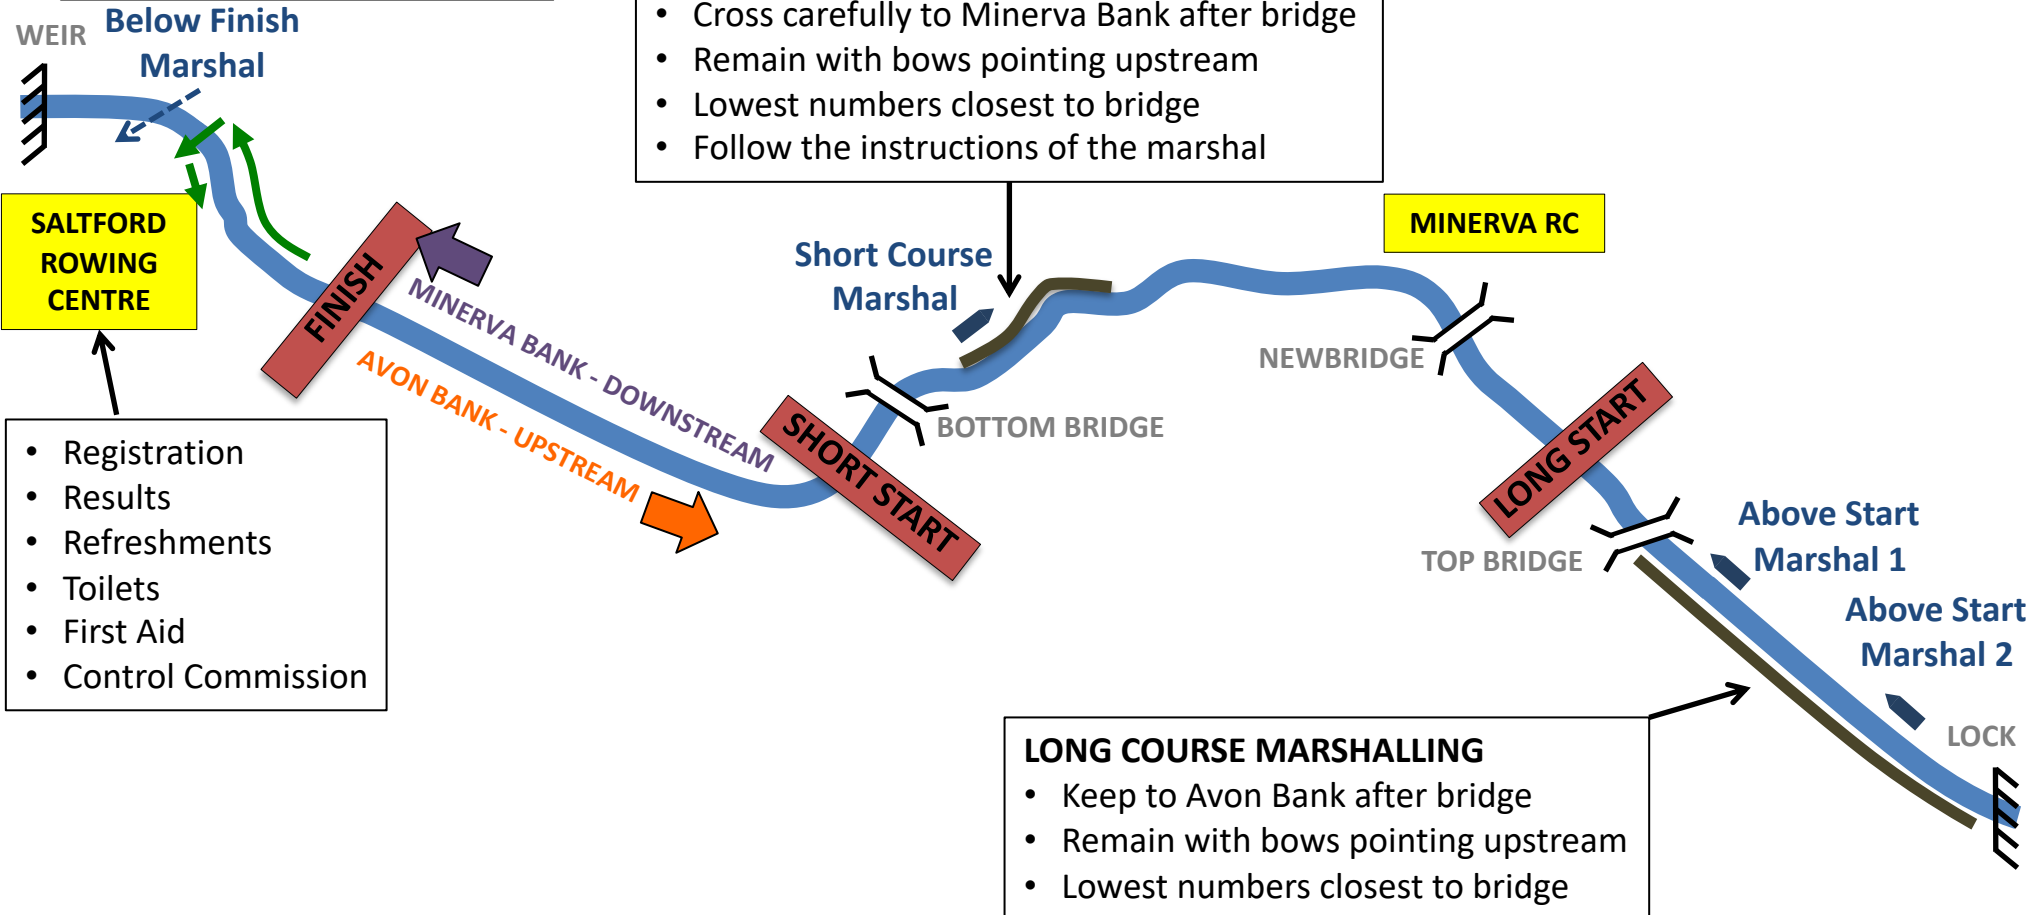 WEIR
Below Finish
Marshal
• Cross carefully to Minerva Bank after bridge
• Remain with bows pointing upstream
• Lowest numbers closest to bridge
• Follow the instructions of the marshal
SALTFORD
ROWING
CENTRE
FINISH
MINERVA BANK - DOWNSTREAM
AVON BANK - UPSTREAM
Short Course
Marshal
MINERVA RC
NEWBRIDGE
BOTTOM BRIDGE
SHORT START
LONG START
TOP BRIDGE
Above Start
Marshal 1
Above Start
Marshal 2
LOCK
• Registration
• Results
• Refreshments
• Toilets
• First Aid
• Control Commission
LONG COURSE MARSHALLING
• Keep to Avon Bank after bridge
• Remain with bows pointing upstream
• Lowest numbers closest to bridge